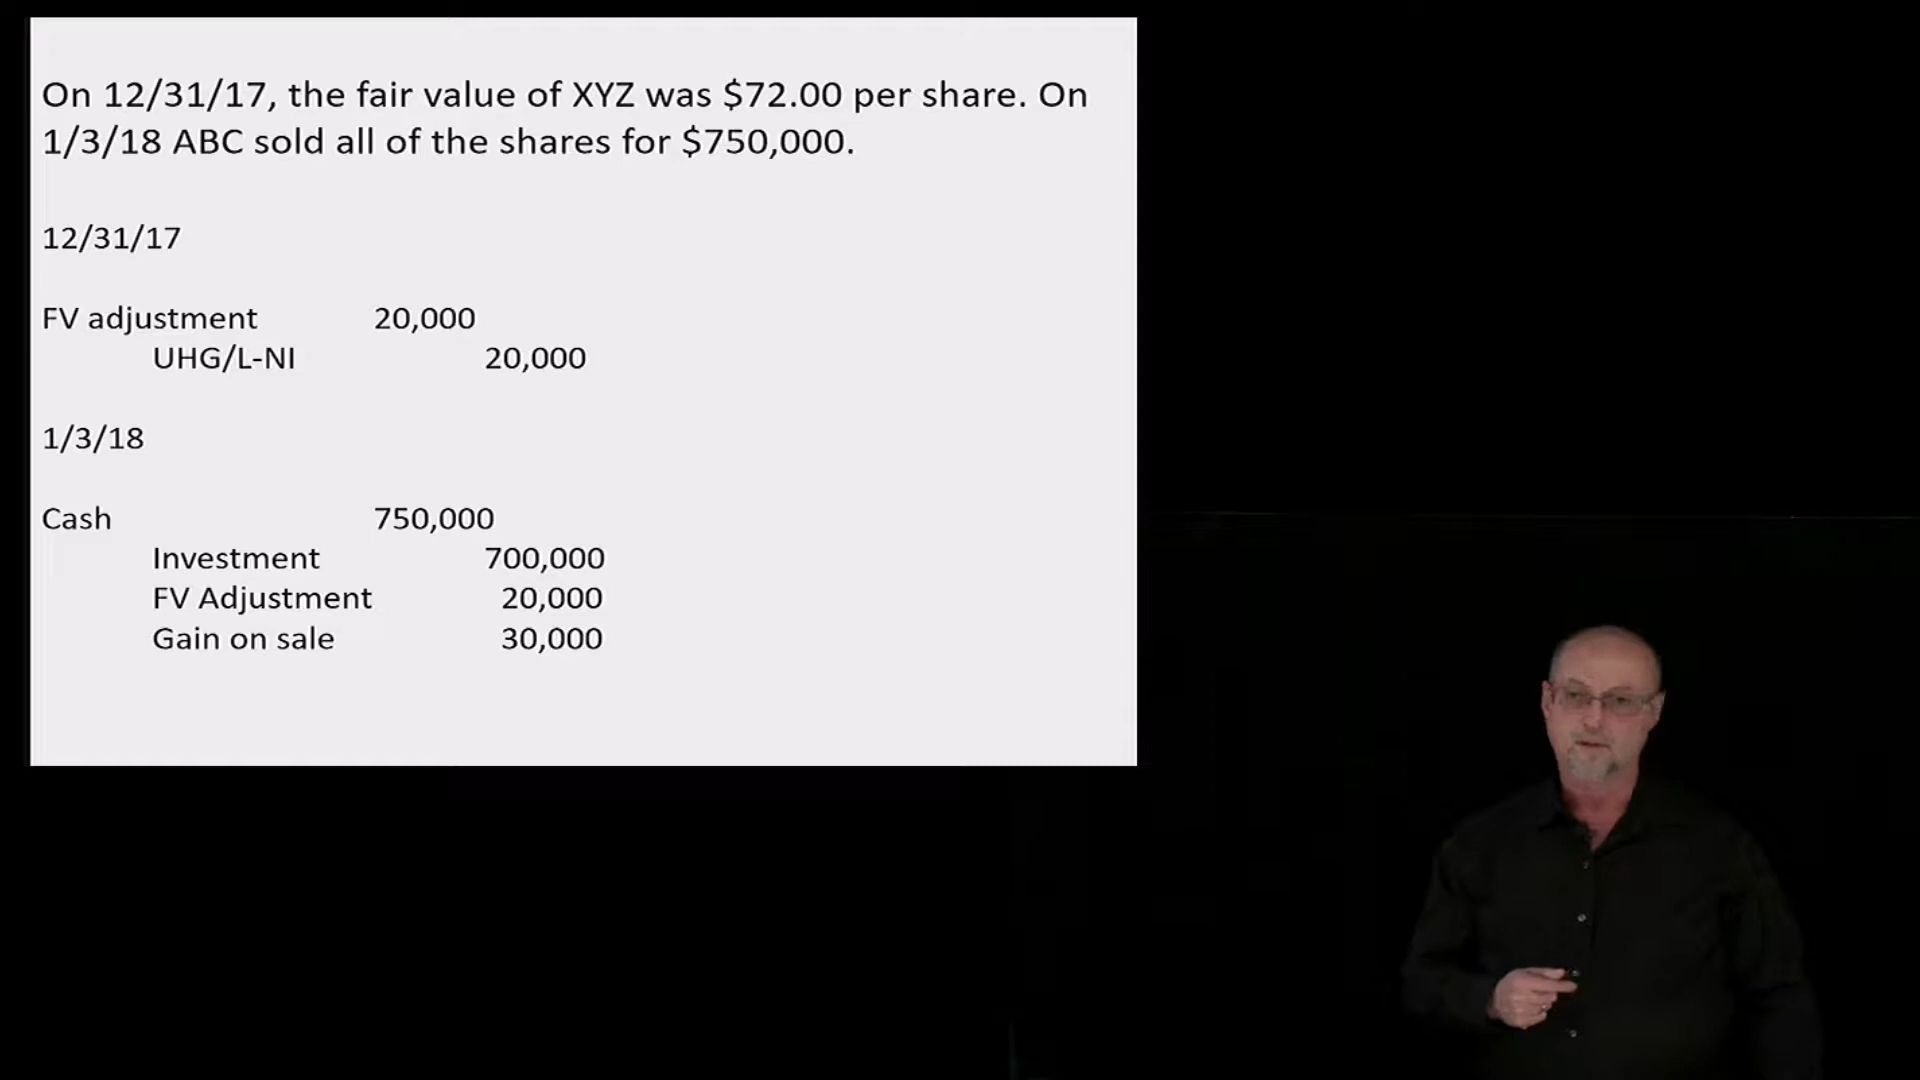 On 12/31/17, the fair value of XYZ was $72.00 per share. On
1/3/18 ABC sold all of the shares for $750,000.
12/31/17
FV adjustment 20,000
UHG/L-NI 20,000
1/3/18
Cash 750,000
Investment 700,000
FV Adjustment 20,000
Gain on sale 30,000